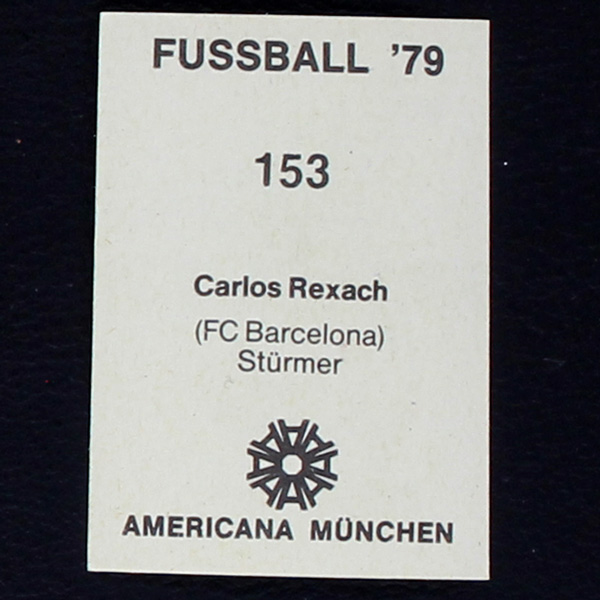 FUSSBALL '79
153
Carlos Rexach
(FC Barcelona)
Stürmer
AMERICANA MÜNCHEN